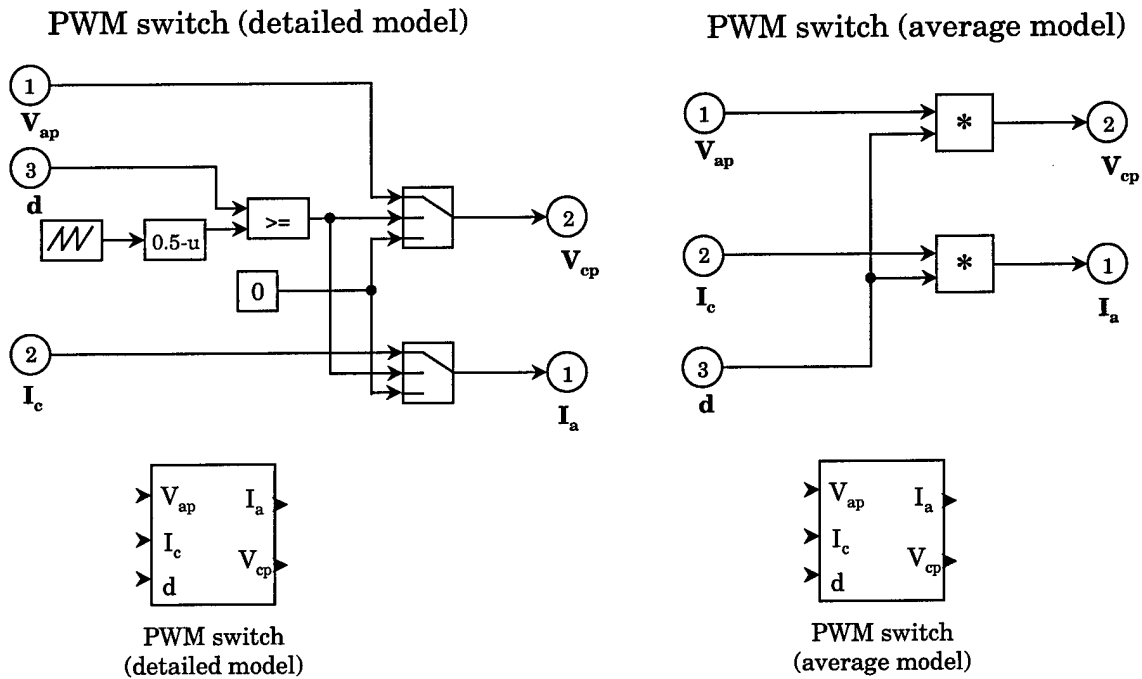 PWM switch (detailed model)
1
V_ap
3
d
0.5-u
>=
0
2
I_c
2
V_cp
1
I_a
PWM switch (average model)
1
V_ap
*
2
V_cp
2
I_c
*
1
I_a
3
d
V_ap
I_a
I_c
V_cp
d
PWM switch
(detailed model)
V_ap
I_a
I_c
V_cp
d
PWM switch
(average model)